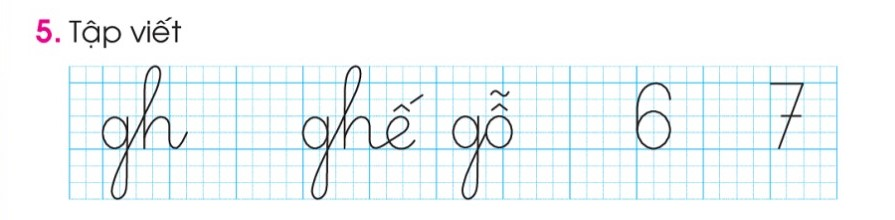 5. Tập viết
gh ghế gỗ 6 7